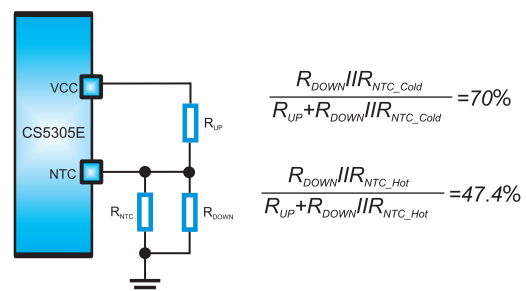 VCC
CS5305E
NTC
R_UP
R_NTC
R_DOWN
R_DOWN//R_NTC_Cold
R_UP+R_DOWN//R_NTC_Cold
=70%
R_DOWN//R_NTC_Hot
R_UP+R_DOWN//R_NTC_Hot
=47.4%